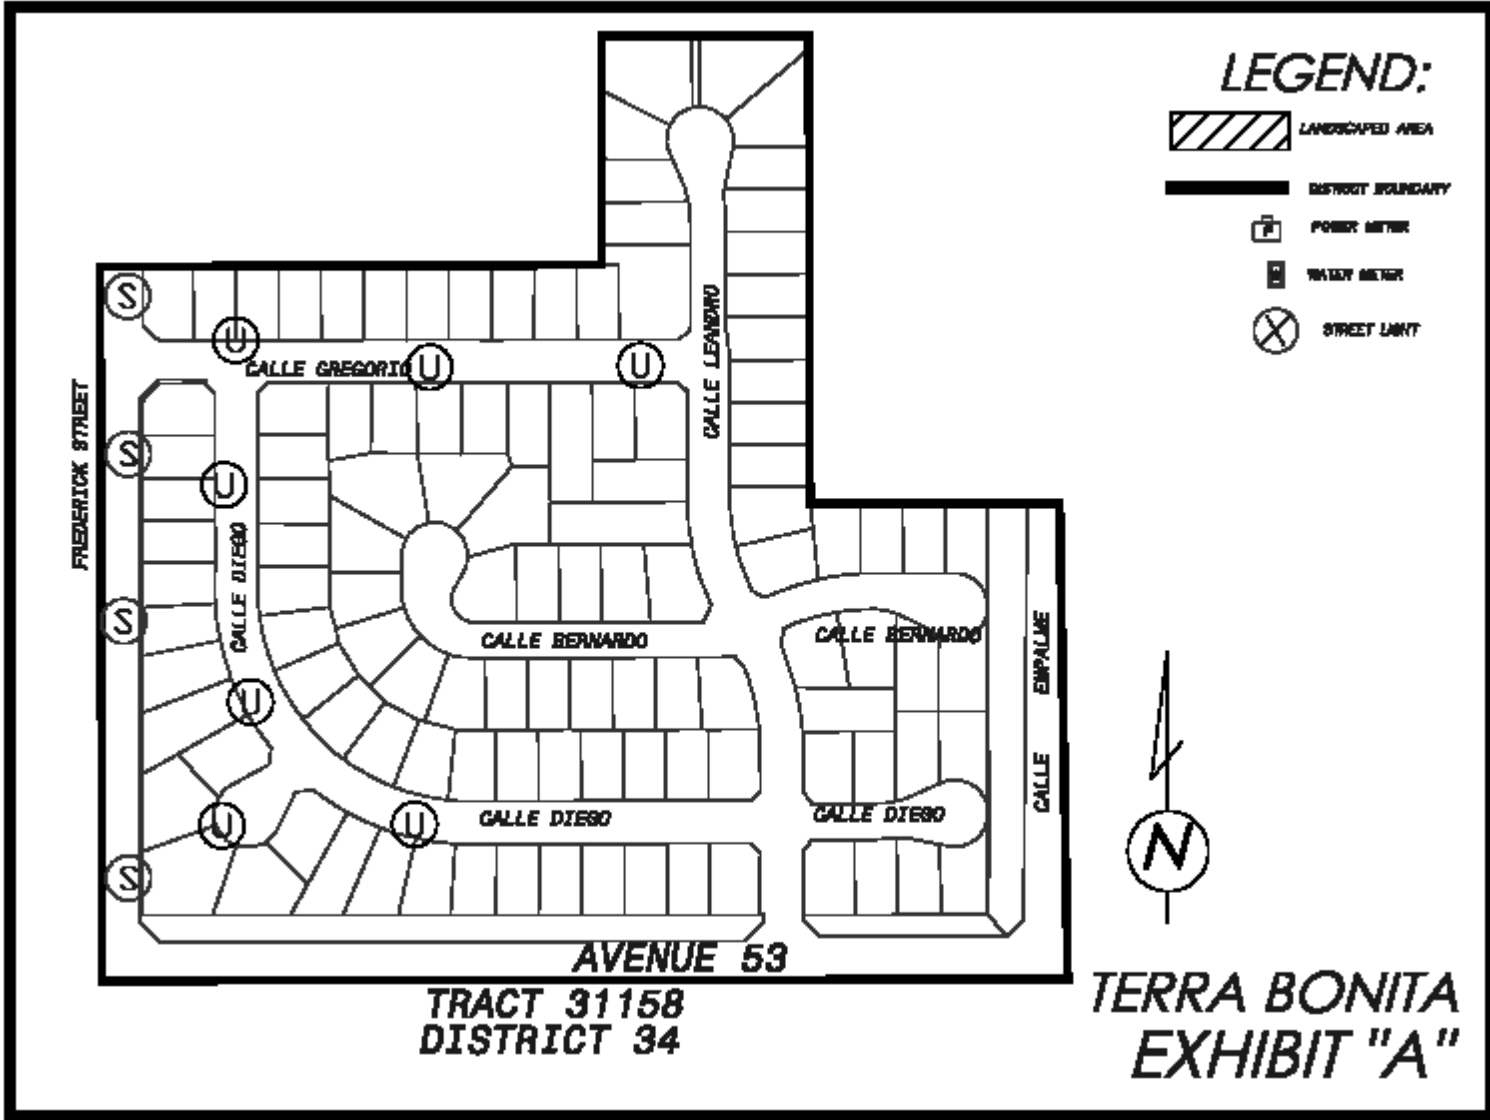 LEGEND:
LANDSCAPED AREA
DISTRICT BOUNDARY
POWER METER
P
WATER METER
X
STREET LIGHT
S
U
CALLE GREGORIO
U
U
CALLE LEANDRO
FREDERICK STREET
S
U
CALLE DIEGO
S
CALLE BERNARDO
CALLE BERNARDO
CALLE EMPALME
U
U
U
CALLE DIEGO
CALLE DIEGO
S
N
AVENUE 53
TRACT 31158
DISTRICT 34
TERRA BONITA
EXHIBIT "A"